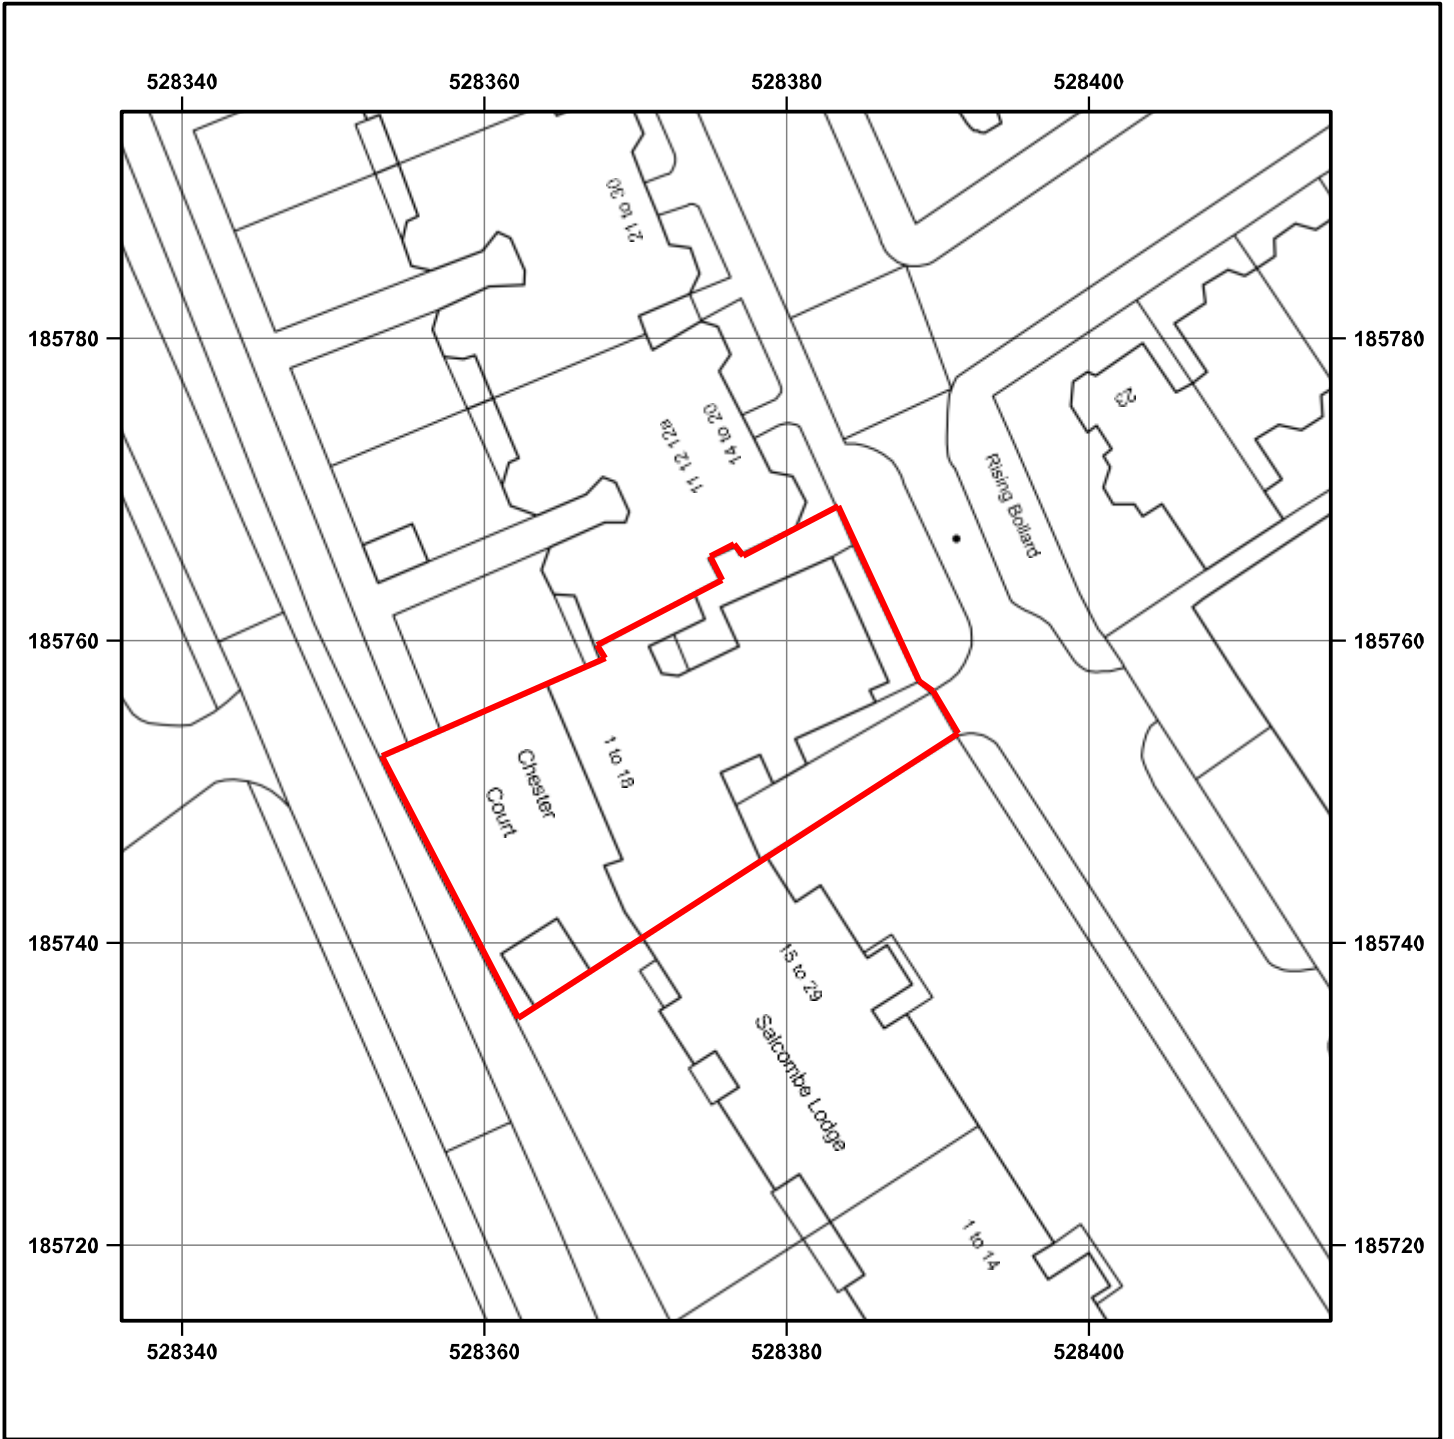 528340 528360 528380 528400
21 to 30
185780 185780
14 to 20
11 12 12a
23
Rising Bollard
185760 185760
1 to 18
Chester
Court
185740 185740
15 to 29
Salcombe Lodge
185720 185720
1 to 14
528340 528360 528380 528400